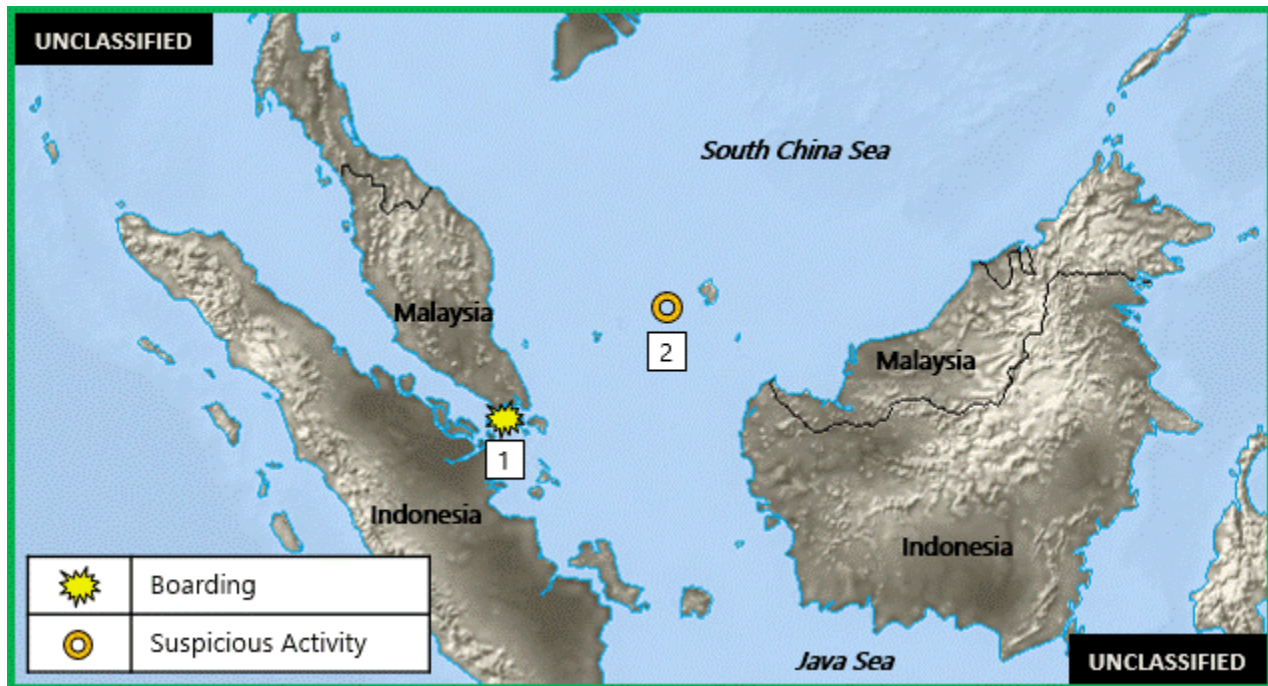 UNCLASSIFIED
South China Sea
Malaysia
2
Malaysia
1
Indonesia
Indonesia
Boarding
Suspicious Activity
Java Sea
UNCLASSIFIED